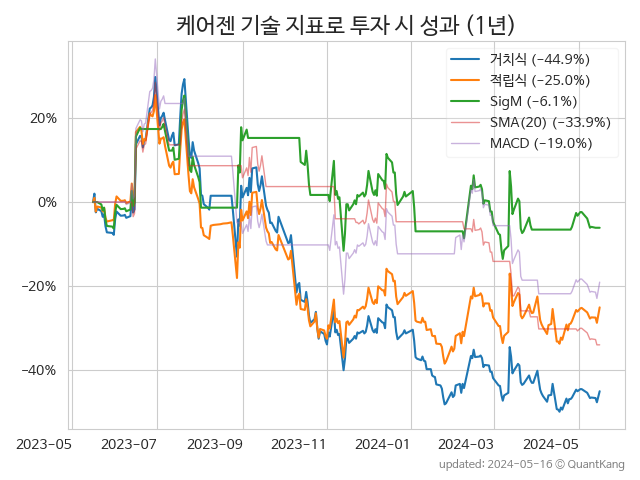 케어젠 기술 지표로 투자 시 성과 (1년)
거치식 (−44.9%)
적립식 (−25.0%)
SigM (−6.1%)
SMA(20) (−33.9%)
MACD (−19.0%)
20%
0%
−20%
−40%
2023-05 2023-07 2023-09 2023-11 2024-01 2024-03 2024-05
updated: 2024-05-16 ⓒ QuantKang